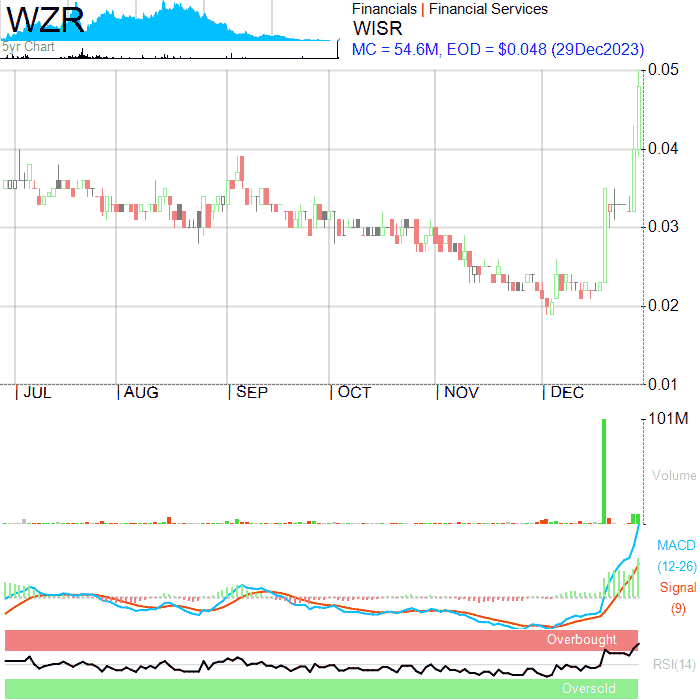 WZR
5yr Chart
Financials | Financial Services
WISR
MC = 54.6M, EOD = $0.048 (29Dec2023)
0.05
0.04
0.03
0.02
0.01
JUL AUG SEP OCT NOV DEC
101M
Volume
MACD
(12-26)
Signal
(9)
Overbought
RSI(14)
Oversold